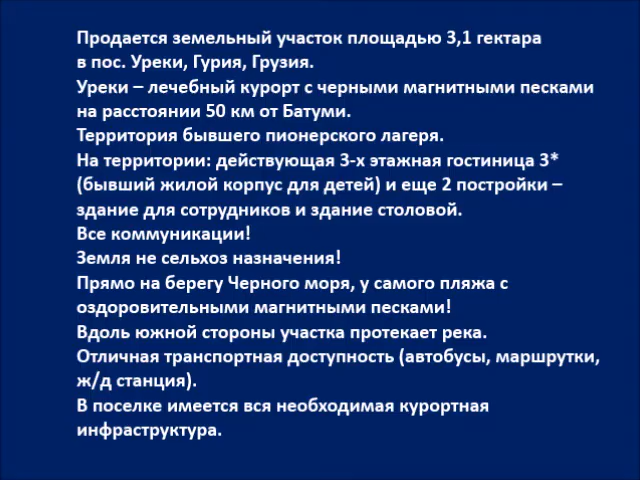 Продается земельный участок площадью 3,1 гектара
в пос. Уреки, Гурия, Грузия.
Уреки – лечебный курорт с черными магнитными песками
на расстоянии 50 км от Батуми.
Территория бывшего пионерского лагеря.
На территории: действующая 3-х этажная гостиница 3*
(бывший жилой корпус для детей) и еще 2 постройки –
здание для сотрудников и здание столовой.
Все коммуникации!
Земля не сельхоз назначения!
Прямо на берегу Черного моря, у самого пляжа с
оздоровительными магнитными песками!
Вдоль южной стороны участка протекает река.
Отличная транспортная доступность (автобусы, маршрутки,
ж/д станция).
В поселке имеется вся необходимая курортная
инфраструктура.